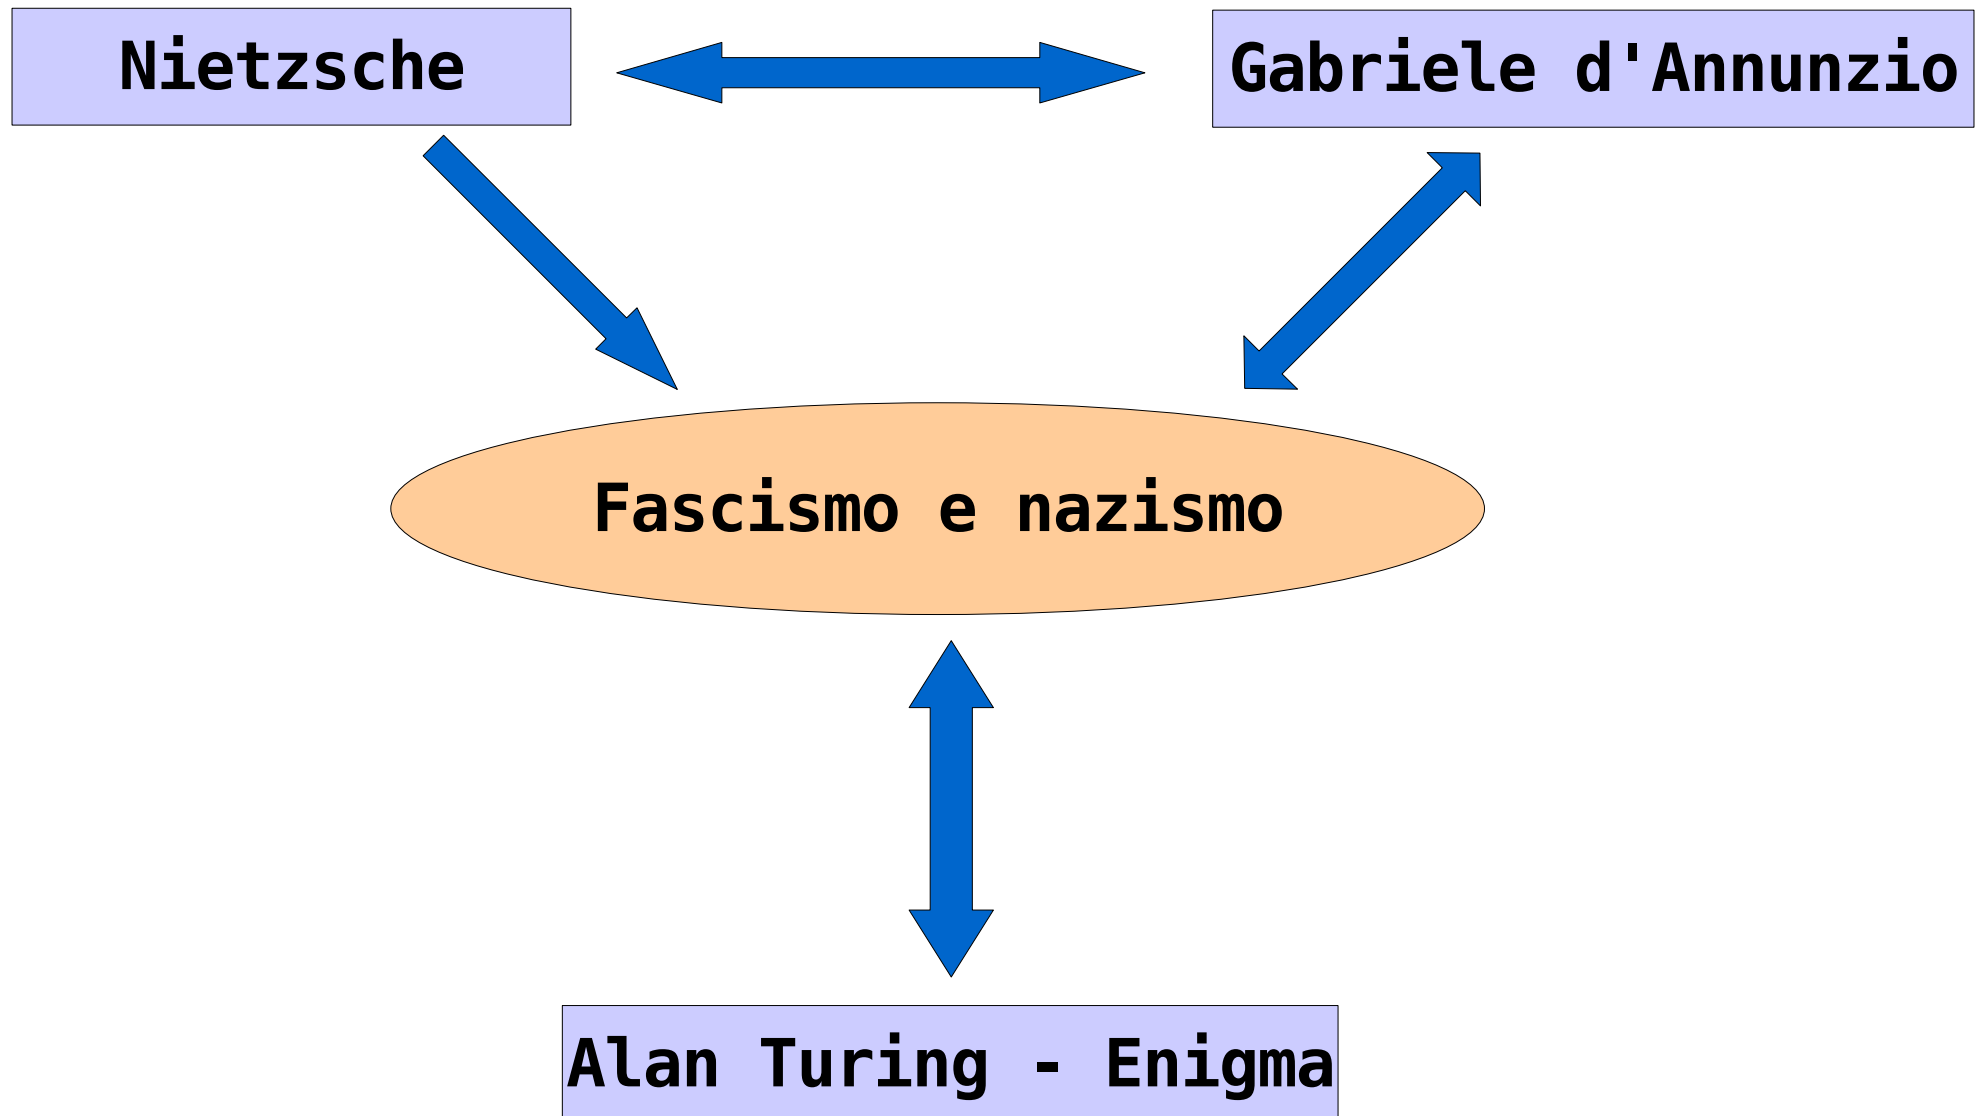 Nietzsche
Gabriele d'Annunzio
Fascismo e nazismo
Alan Turing - Enigma